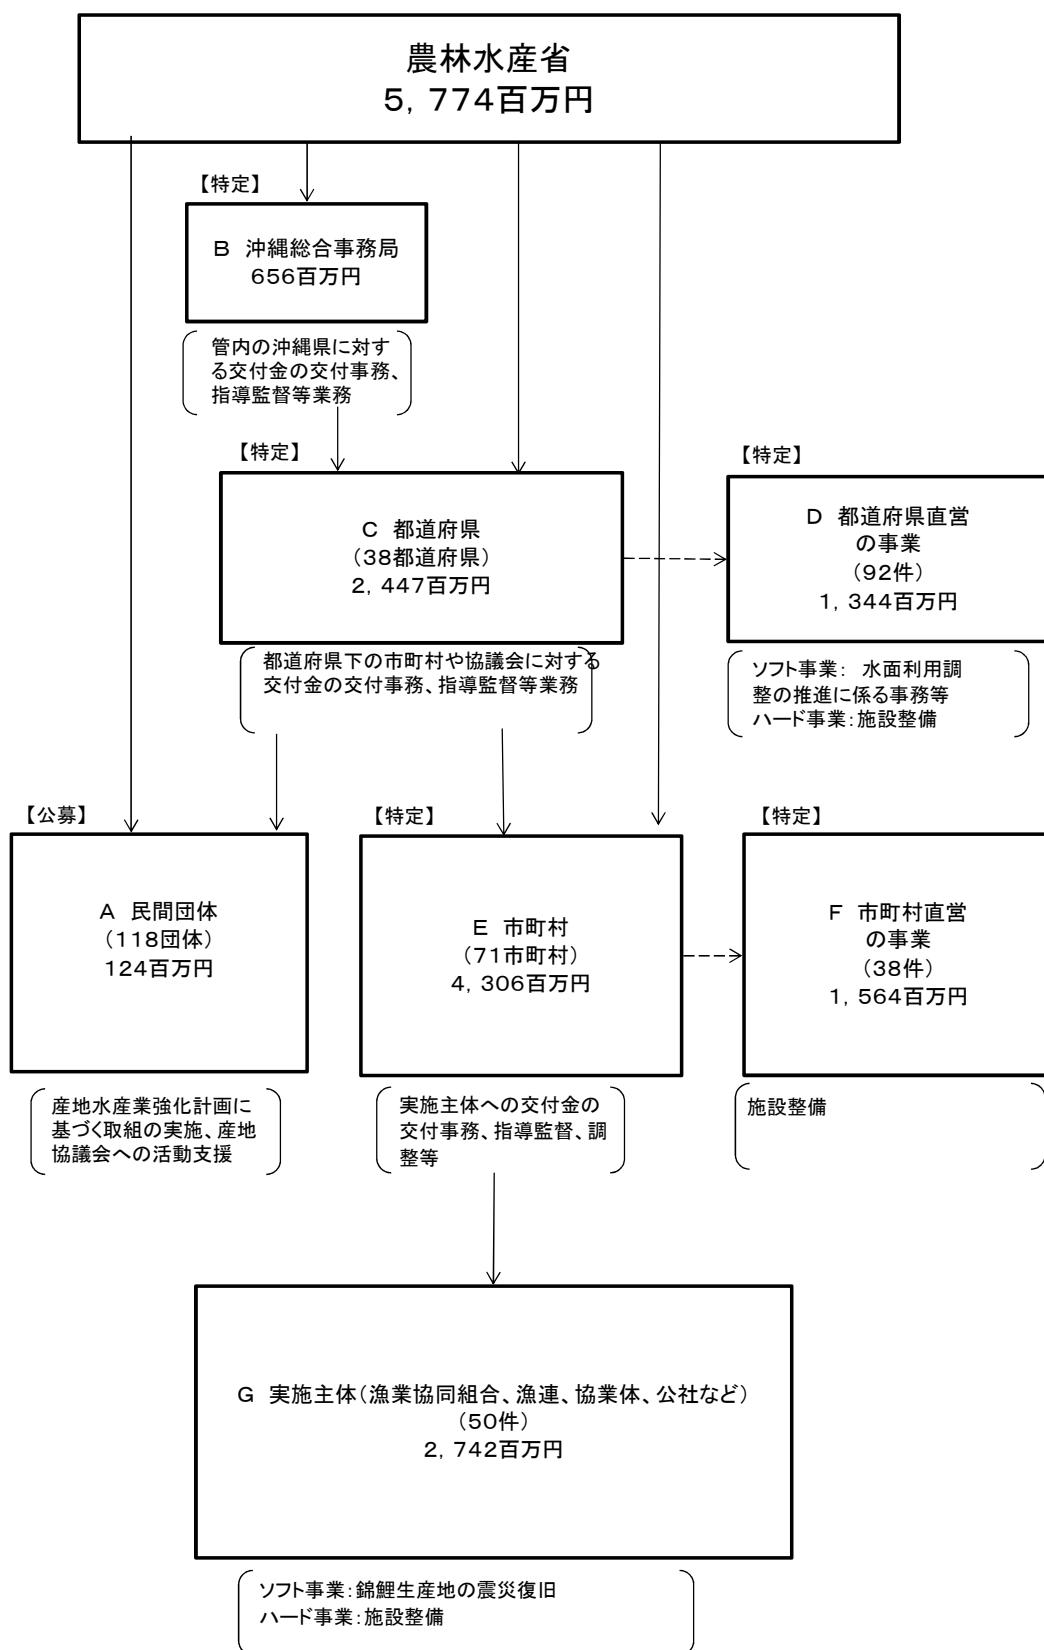 農林水産省
5，774百万円
【特定】
B　沖縄総合事務局
656百万円
管内の沖縄県に対す
る交付金の交付事務、
指導監督等業務
【特定】
C　都道府県
（38都道府県）
2，447百万円
【特定】
D　都道府県直営
の事業
（92件）
1，344百万円
都道府県下の市町村や協議会に対する
交付金の交付事務、指導監督等業務
ソフト事業：　水面利用調
整の推進に係る事務等
ハード事業：施設整備
【公募】
A　民間団体
（118団体）
124百万円
【特定】
E　市町村
（71市町村）
4，306百万円
【特定】
F　市町村直営
の事業
（38件）
1，564百万円
産地水産業強化計画に
基づく取組の実施、産地
協議会への活動支援
実施主体への交付金の
交付事務、指導監督、調
整等
施設整備
G　実施主体（漁業協同組合、漁連、協業体、公社など）
（50件）
2，742百万円
ソフト事業：錦鯉生産地の震災復旧
ハード事業：施設整備